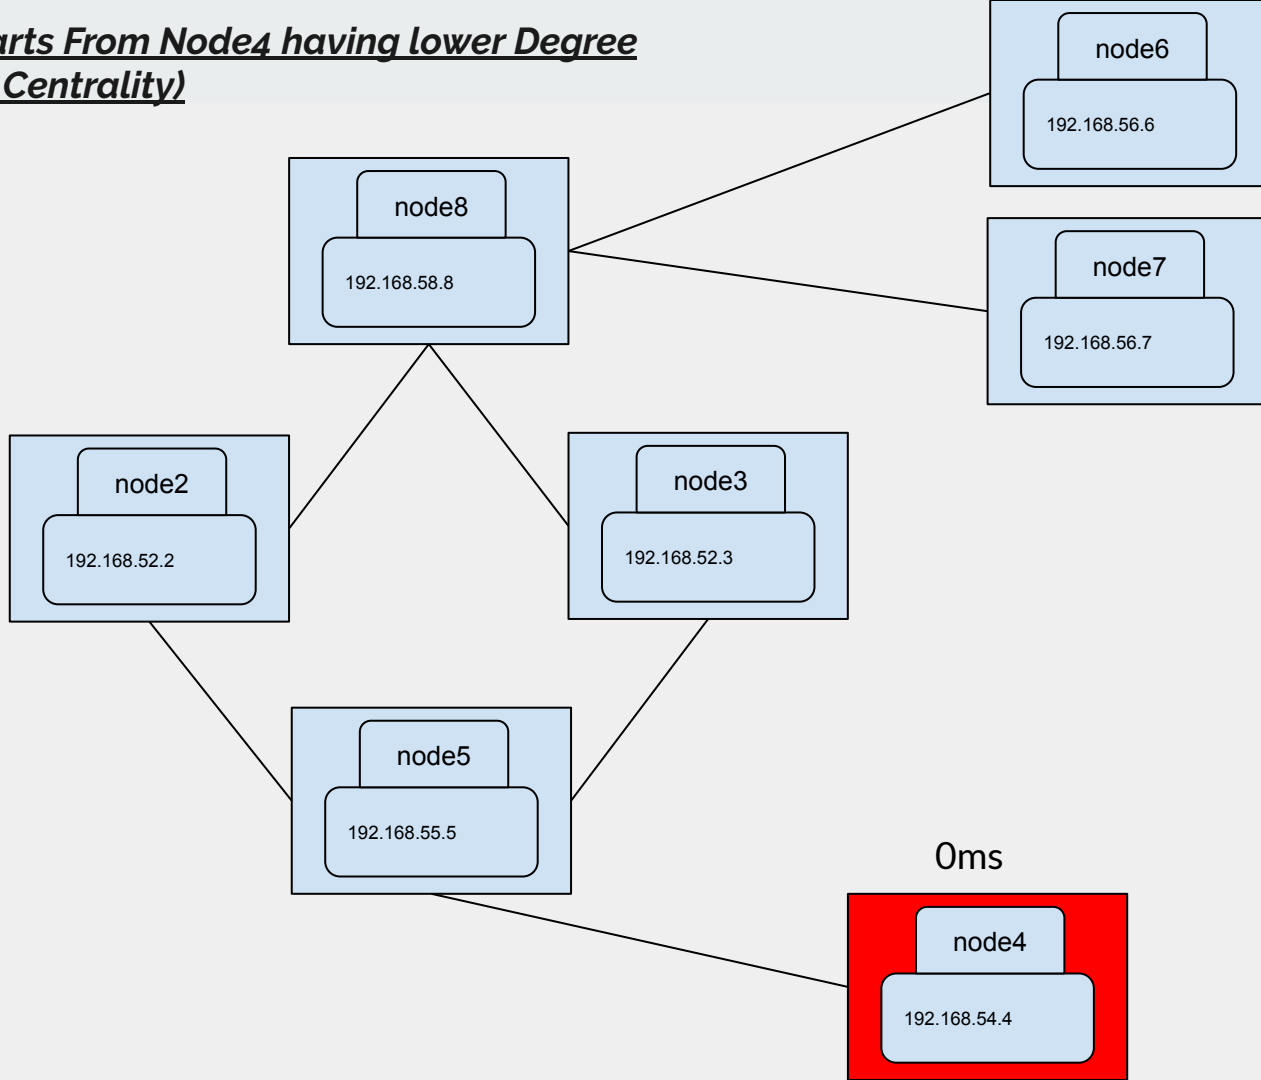 From Node4 having lower Degree
Centrality)
node6
192.168.56.6
node8
192.168.58.8
node7
192.168.56.7
node2
192.168.52.2
node3
192.168.52.3
node5
192.168.55.5
0ms
node4
192.168.54.4